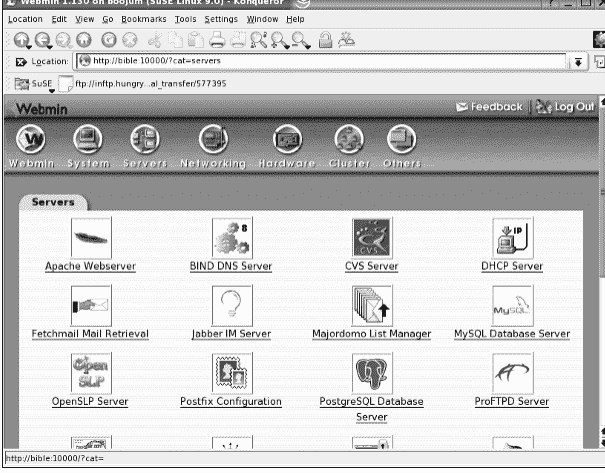 Webmin 1.130 on boojum (SuSE Linux 9.0) - Konqueror
Location Edit View Go Bookmarks Tools Settings Window Help
Location: http://bible:10000/?cat=servers
SuSE ftp://inftp.hungry...al_transfer/577395
Webmin Feedback Log Out
Webmin System Servers Networking Hardware Cluster Others
Servers
Apache Webserver BIND DNS Server CVS Server DHCP Server
Fetchmail Mail Retrieval Jabber IM Server Majordomo List Manager MySQL Database Server
OpenSLP Server Postfix Configuration PostgreSQL Database Server ProFTPD Server
http://bible:10000/?cat=